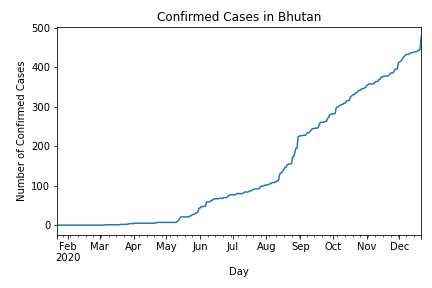 Confirmed Cases in Bhutan
500
400
300
200
100
0
Number of Confirmed Cases
Feb Mar Apr May Jun Jul Aug Sep Oct Nov Dec
2020
Day